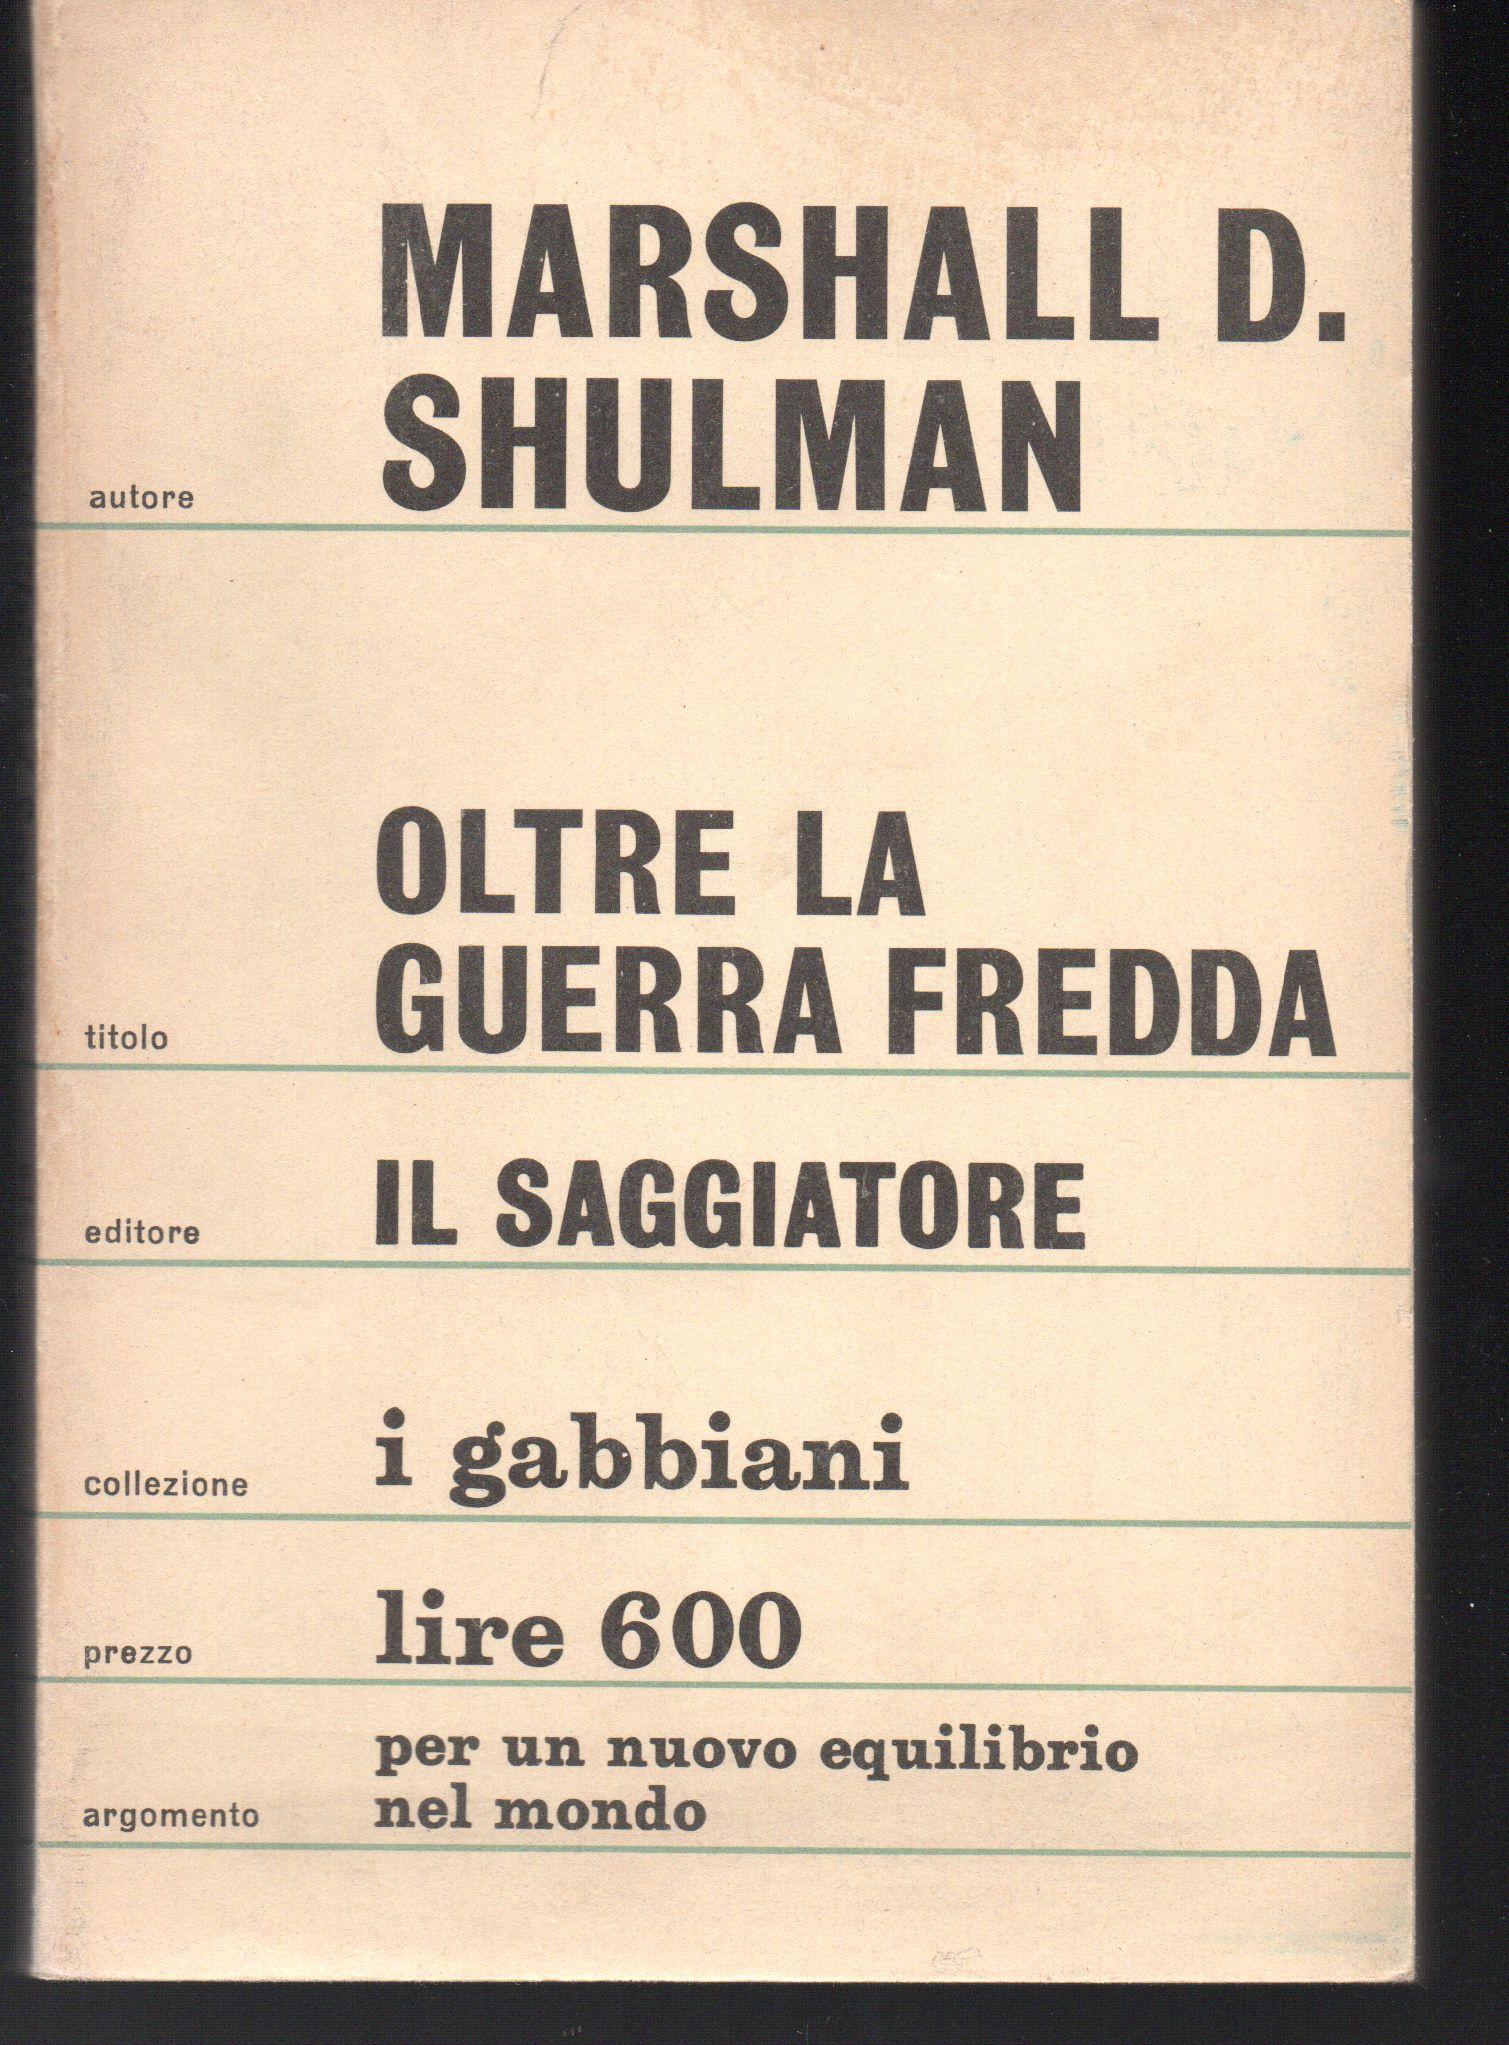 MARSHALL D.
autore SHULMAN
OLTRE LA
titolo GUERRA FREDDA
editore IL SAGGIATORE
collezione i gabbiani
prezzo lire 600
per un nuovo equilibrio
argomento nel mondo